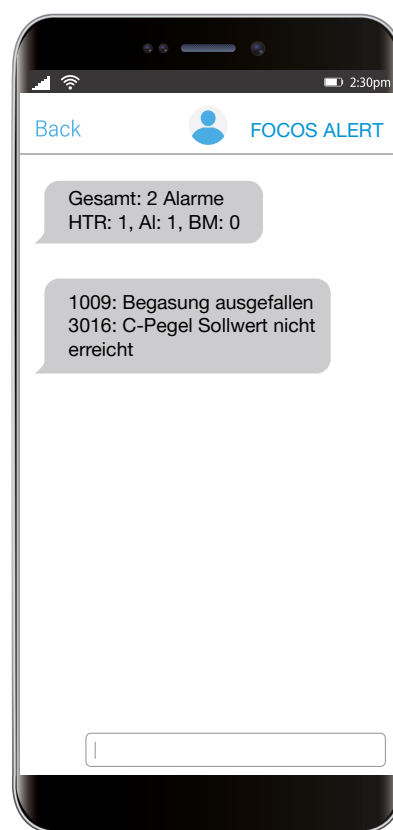 2:30pm
Back
FOCOS ALERT
Gesamt: 2 Alarme
HTR: 1, Al: 1, BM: 0
1009: Begasung ausgefallen
3016: C-Pegel Sollwert nicht
erreicht